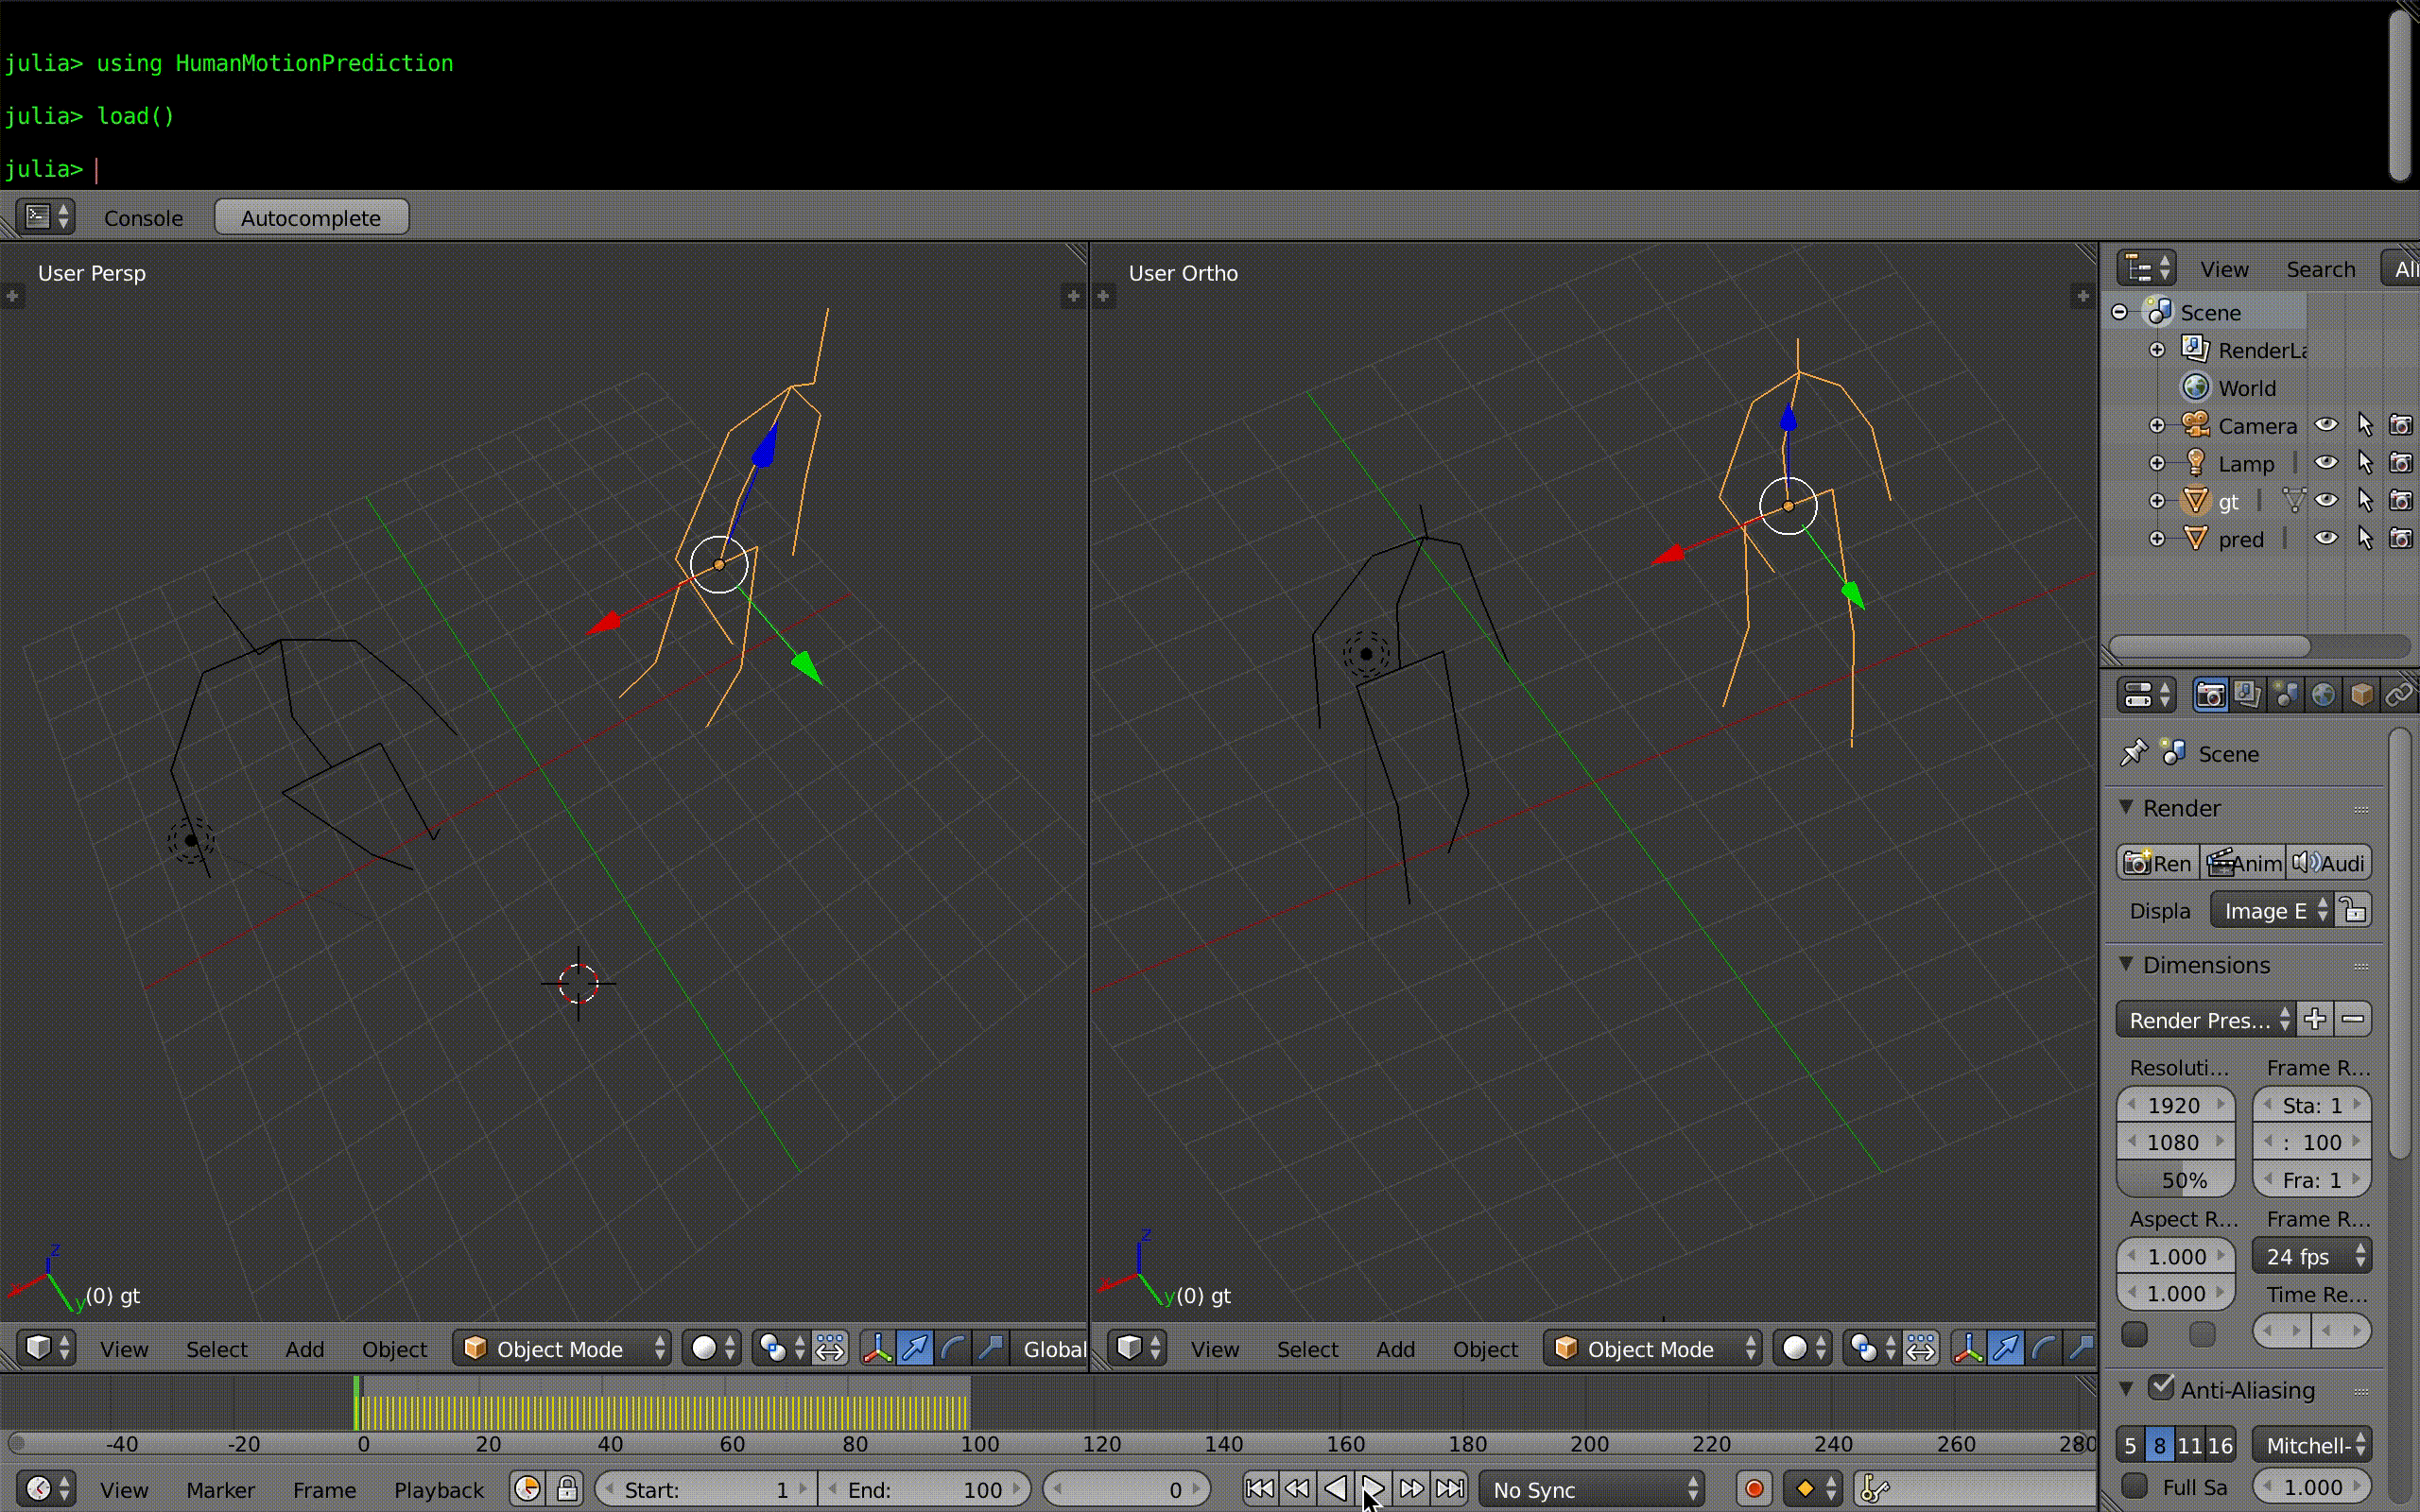 julia> using HumanMotionPrediction
julia> load()
julia>
Console Autocomplete
User Persp
User Ortho
View Search Al
Scene
RenderLa
World
Camera
Lamp
gt
pred
Scene
Render
Ren Anim Audi
Displa Image E
Dimensions
Render Pres...
Resoluti... Frame R...
1920 Sta: 1
1080 : 100
50% Fra: 1
Aspect R... Frame R...
1.000 24 fps
1.000 Time Re...
Anti-Aliasing
5 8 11 16 Mitchell-
Full Sa 1.000
z
x
y (0) gt
z
x
y (0) gt
View Select Add Object Object Mode Global
View Select Add Object Object Mode
-40 -20 0 20 40 60 80 100 120 140 160 180 200 220 240 260 280
View Marker Frame Playback Start: 1 End: 100 0 No Sync